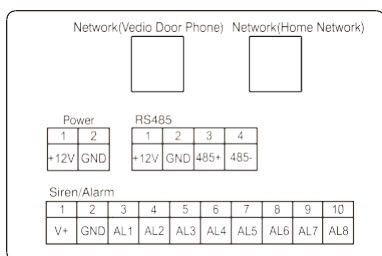 Network(Vedio Door Phone) Network(Home Network)
Power RS485
1 2 1 2 3 4
+12V GND +12V GND 485+ 485-
Siren/Alarm
1 2 3 4 5 6 7 8 9 10
V+ GND AL1 AL2 AL3 AL4 AL5 AL6 AL7 AL8